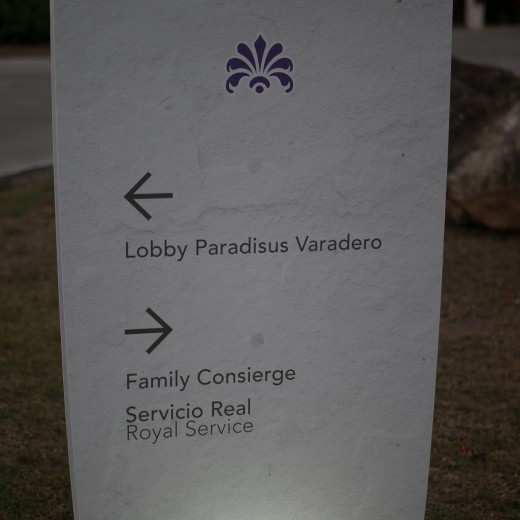 Lobby Paradisus Varadero
Family Consierge
Servicio Real
Royal Service